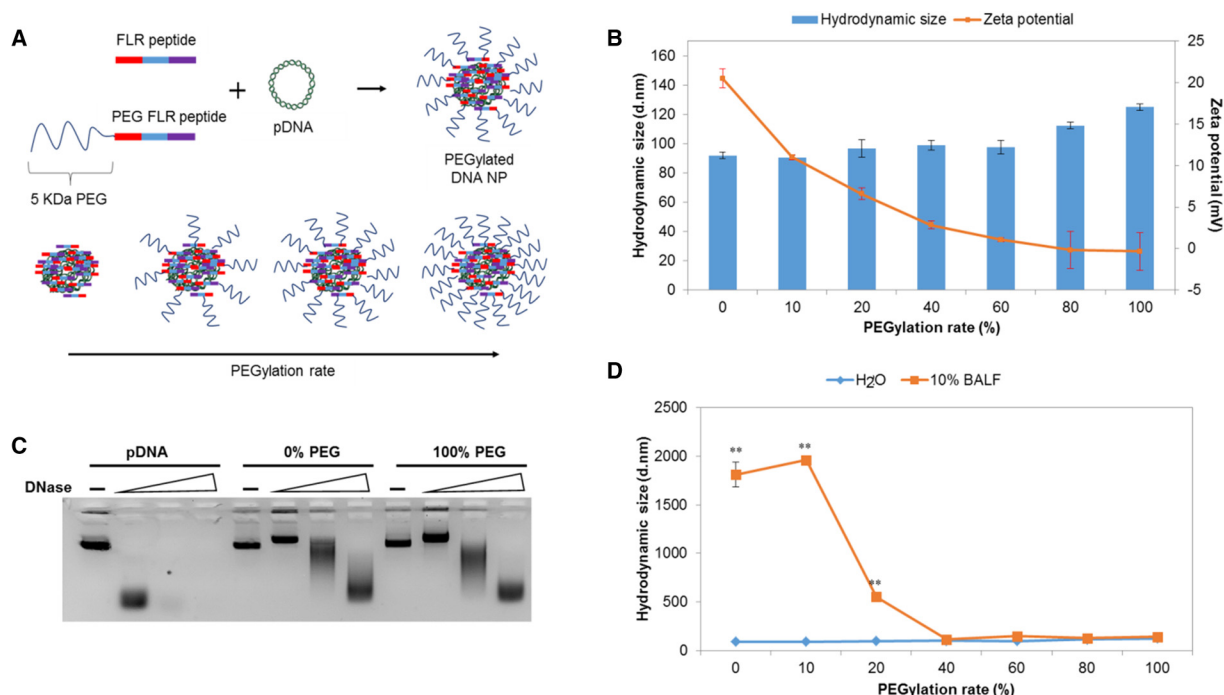 A
FLR peptide
+
pDNA
PEG FLR peptide
5 KDa PEG
PEGylated
DNA NP
PEGylation rate
B
Hydrodynamic size Zeta potential
Hydrodynamic size (d.nm)
160
140
120
100
80
60
40
20
0
25
20
15
10
5
0
-5
Zeta potential (mV)
0 10 20 40 60 80 100
PEGylation rate (%)
C
pDNA 0% PEG 100% PEG
DNase
D
H2O 10% BALF
Hydrodynamic size (d.nm)
2500
2000
1500
1000
500
0
**
**
**
0 10 20 40 60 80 100
PEGylation rate (%)